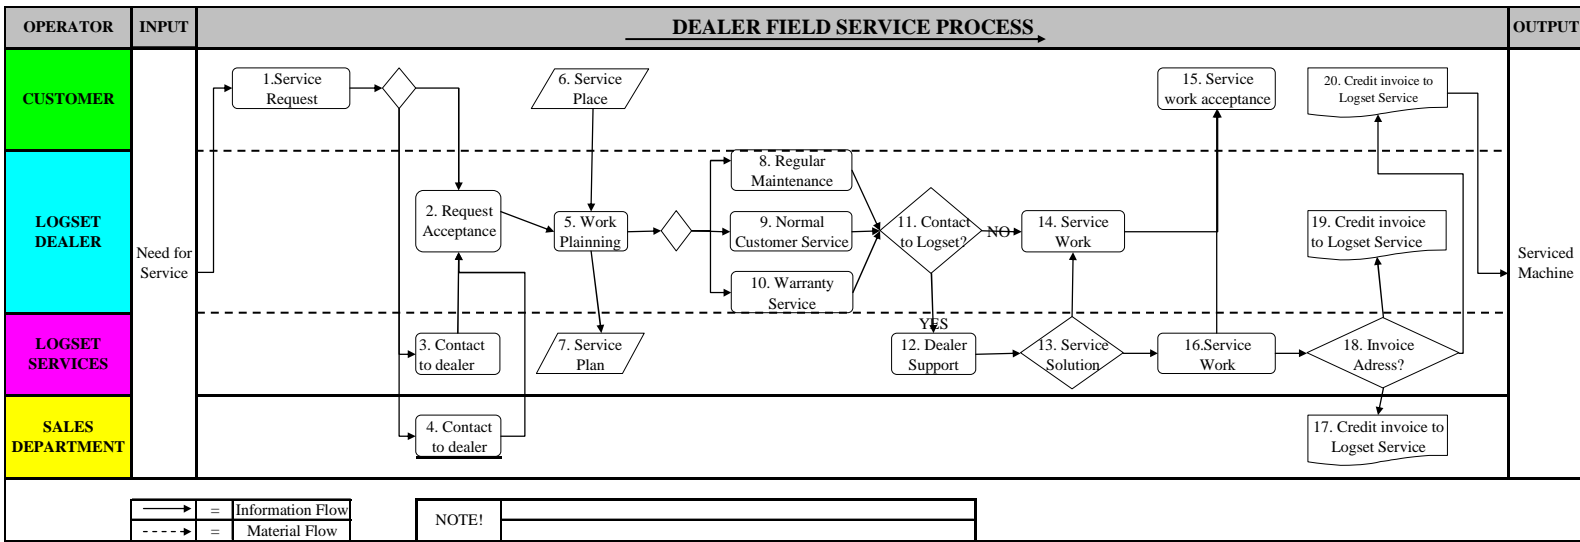 OPERATOR
INPUT
DEALER FIELD SERVICE PROCESS
OUTPUT
CUSTOMER
1.Service
Request
6. Service
Place
15. Service
work acceptance
20. Credit invoice to
Logset Service
LOGSET
DEALER
Need for
Service
2. Request
Acceptance
5. Work
Plainning
8. Regular
Maintenance
9. Normal
Customer Service
10. Warranty
Service
11. Contact
to Logset?
NO
14. Service
Work
19. Credit invoice
to Logset Service
Serviced
Machine
LOGSET
SERVICES
3. Contact
to dealer
7. Service
Plan
YES
12. Dealer
Support
13. Service
Solution
16.Service
Work
18. Invoice
Adress?
SALES
DEPARTMENT
4. Contact
to dealer
17. Credit invoice to
Logset Service
= Information Flow
= Material Flow
NOTE!